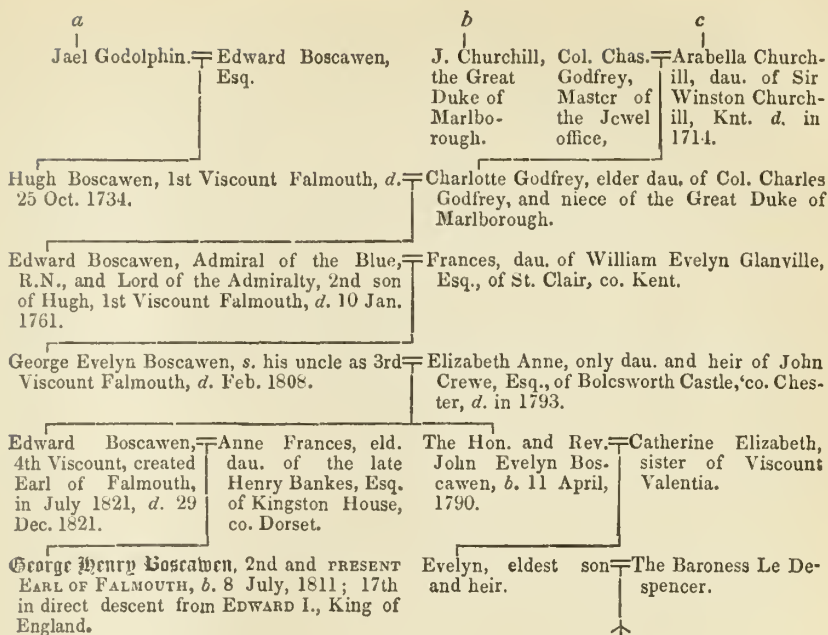 a
b
c
Jael Godolphin. Edward Boscawen,
Esq.
J. Churchill,
the Great
Duke of
Marlbo-
rough.
Col. Chas.
Godfrey,
Master of
the Jewel
office,
Arabella Church-
ill, dau. of Sir
Winston Church-
ill, Knt. d. in
1714.
Hugh Boscawen, 1st Viscount Falmouth, d.
25 Oct. 1734.
Charlotte Godfrey, elder dau. of Col. Charles
Godfrey, and niece of the Great Duke of
Marlborough.
Edward Boscawen, Admiral of the Blue,
R.N., and Lord of the Admiralty, 2nd son
of Hugh, 1st Viscount Falmouth, d. 10 Jan.
1761.
Frances, dau. of William Evelyn Glanville,
Esq., of St. Clair, co. Kent.
George Evelyn Boscawen, s. his uncle as 3rd
Viscount Falmouth, d. Feb. 1808.
Elizabeth Anne, only dau. and heir of John
Crewe, Esq., of Bolesworth Castle, co. Ches-
ter, d. in 1793.
Edward Boscawen,
4th Viscount, created
Earl of Falmouth,
in July 1821, d. 29
Dec. 1821.
Anne Frances, eld.
dau. of the late
Henry Bankes, Esq.
of Kingston House,
co. Dorset.
The Hon. and Rev.
John Evelyn Bos-
cawen, b. 11 April,
1790.
Catherine Elizabeth,
sister of Viscount
Valentia.
George Henry Boscawen, 2nd and PRESENT
EARL OF FALMOUTH, b. 8 July, 1811; 17th
in direct descent from EDWARD I., King of
England.
Evelyn, eldest son
and heir.
The Baroness Le De-
spencer.